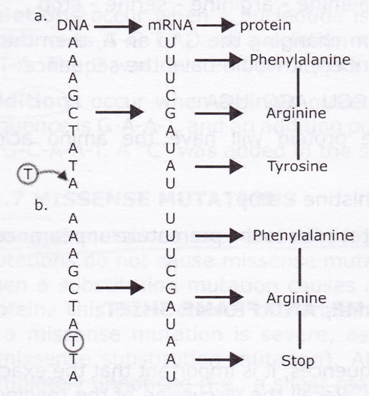 a.
DNA mRNA protein
A U Phenylalanine
A U
A U
G C
C G Arginine
T A
A U
T T A Tyrosine
A U
b.
A U
A U Phenylalanine
A U
G C
C G Arginine
T A
A U
T A
T A Stop
A